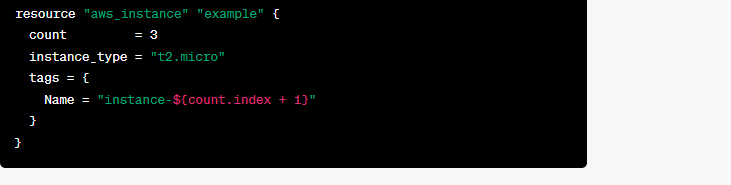 resource "aws_instance" "example" {
  count         = 3
  instance_type = "t2.micro"
  tags = {
    Name = "instance-${count.index + 1}"
  }
}